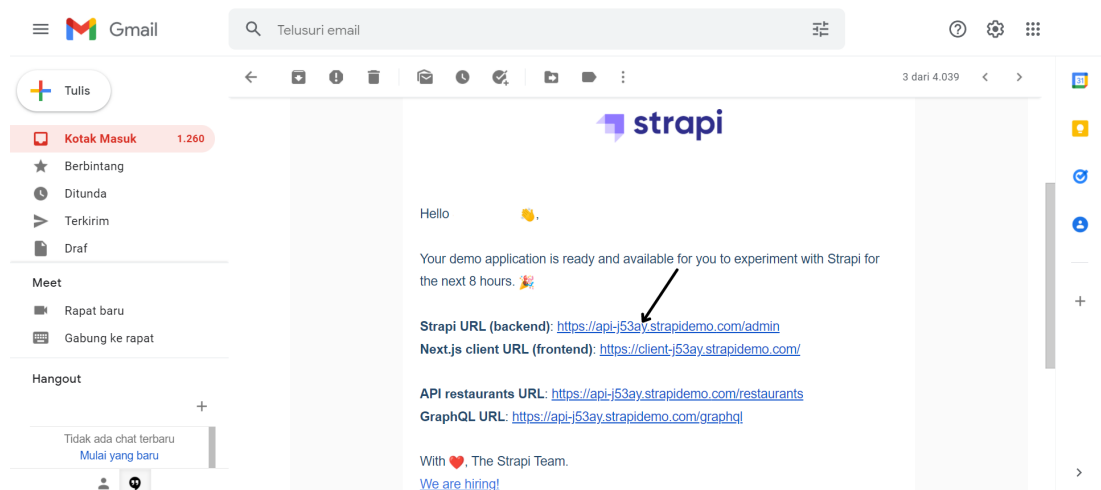 Gmail
Telusuri email
Tulis
3 dari 4.039
31
Kotak Masuk 1.260
Berbintang
Ditunda
Terkirim
Draf
Meet
Rapat baru
Gabung ke rapat
Hangout
Tidak ada chat terbaru
Mulai yang baru
strapi
Hello 👋,
Your demo application is ready and available for you to experiment with Strapi for
the next 8 hours. 🎉
Strapi URL (backend): https://api-j53ay.strapidemo.com/admin
Next.js client URL (frontend): https://client-j53ay.strapidemo.com/
API restaurants URL: https://api-j53ay.strapidemo.com/restaurants
GraphQL URL: https://api-j53ay.strapidemo.com/graphql
With ❤️, The Strapi Team.
We are hiring!